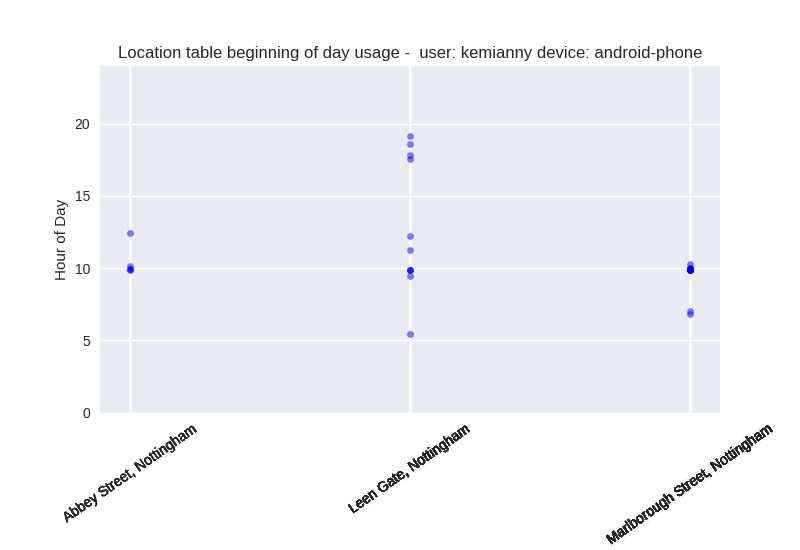 Location table beginning of day usage -  user: kemianny device: android-phone
20
15
10
5
0
Hour of Day
Abbey Street, Nottingham
Leen Gate, Nottingham
Marlborough Street, Nottingham